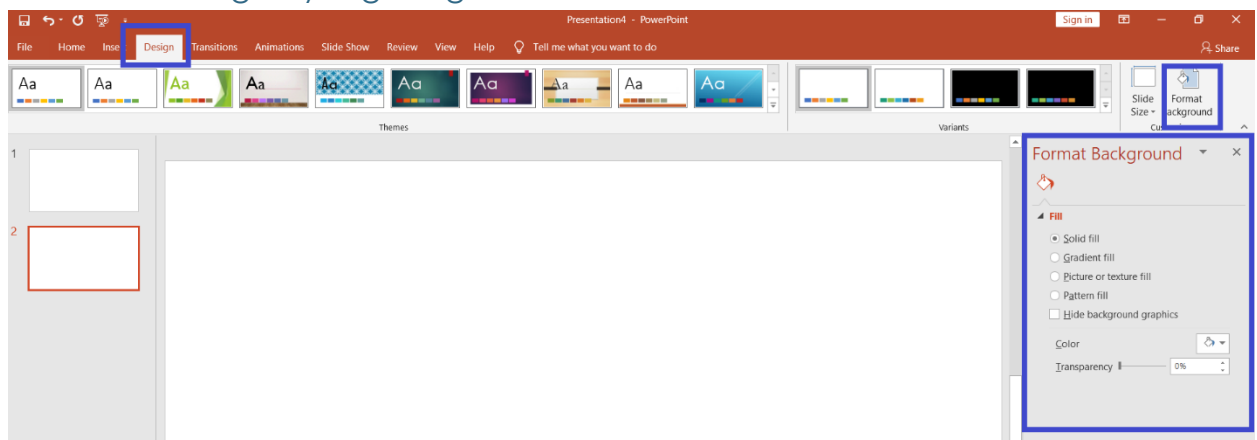 Presentation4 - PowerPoint
Sign in
File Home Inse Design Transitions Animations Slide Show Review View Help Tell me what you want to do
Share
Aa Aa Aa Aa Aa Aa Aa Aa Aa Aa
Slide Size
Format ackground
Themes
Variants
1
2
Format Background
Fill
Solid fill
Gradient fill
Picture or texture fill
Pattern fill
Hide background graphics
Color
Transparency 0%